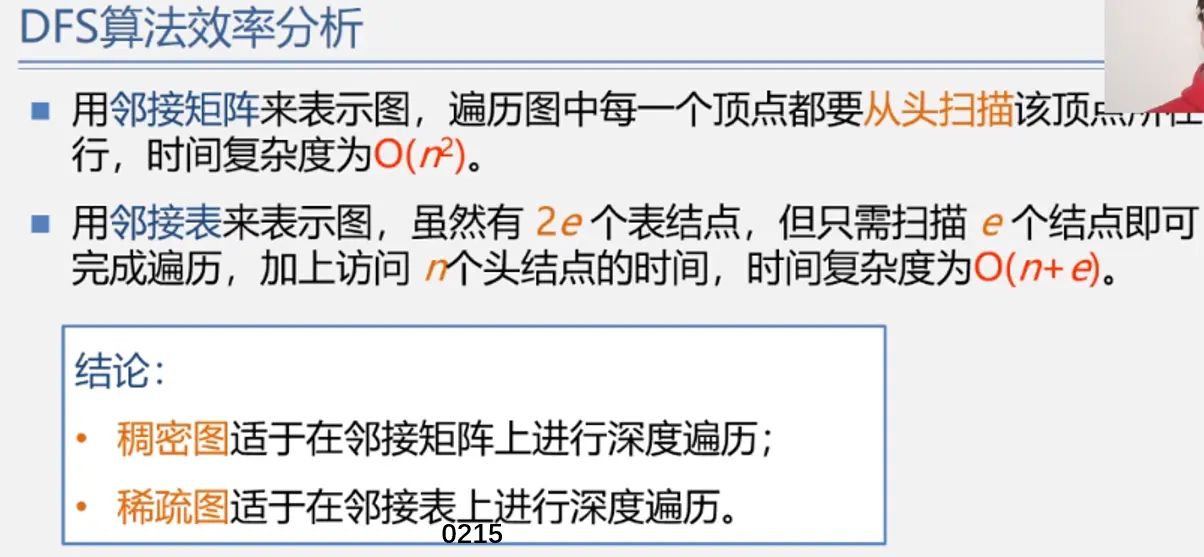 DFS算法效率分析
用邻接矩阵来表示图，遍历图中每一个顶点都要从头扫描该顶点所在
行，时间复杂度为O(n²)。
用邻接表来表示图，虽然有 2e 个表结点，但只需扫描 e 个结点即可
完成遍历，加上访问 n个头结点的时间，时间复杂度为O(n+e)。
结论：
• 稠密图适于在邻接矩阵上进行深度遍历；
• 稀疏图适于在邻接表上进行深度遍历。
0215